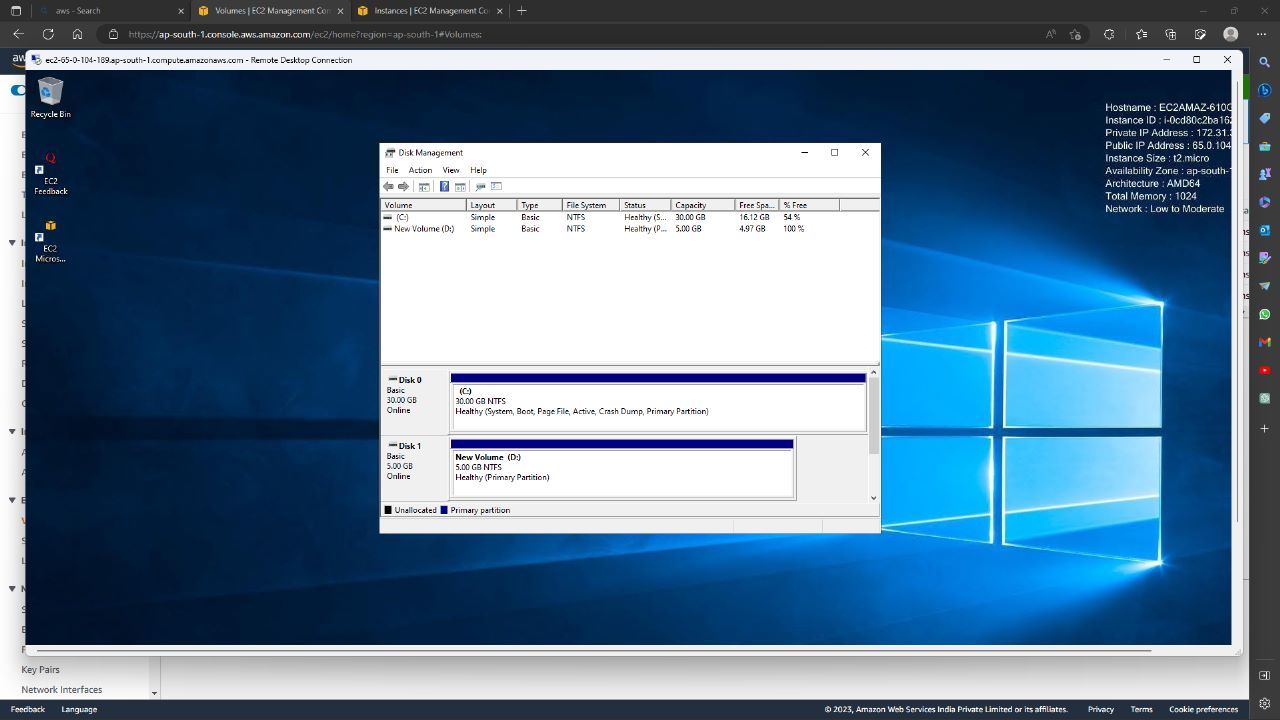 aws - Search
Volumes | EC2 Management Con
Instances | EC2 Management Co
https://ap-south-1.console.aws.amazon.com/ec2/home?region=ap-south-1#Volumes:
ec2-65-0-104-189.ap-south-1.compute.amazonaws.com - Remote Desktop Connection
Recycle Bin
EC2
Feedback
EC2
Micros...
Hostname : EC2AMAZ-610C
Instance ID : i-0cd80c2ba162
Private IP Address : 172.31.
Public IP Address : 65.0.104
Instance Size : t2.micro
Availability Zone : ap-south-
Architecture : AMD64
Total Memory : 1024
Network : Low to Moderate
Disk Management
File Action View Help
Volume Layout Type File System Status Capacity Free Spa... % Free
(C:) Simple Basic NTFS Healthy (S... 30.00 GB 16.12 GB 54 %
New Volume (D:) Simple Basic NTFS Healthy (P... 5.00 GB 4.97 GB 100 %
Disk 0
Basic
30.00 GB
Online
(C:)
30.00 GB NTFS
Healthy (System, Boot, Page File, Active, Crash Dump, Primary Partition)
Disk 1
Basic
5.00 GB
Online
New Volume (D:)
5.00 GB NTFS
Healthy (Primary Partition)
Unallocated Primary partition
Key Pairs
Network Interfaces
Feedback Language
© 2023, Amazon Web Services India Private Limited or its affiliates. Privacy Terms Cookie preferences